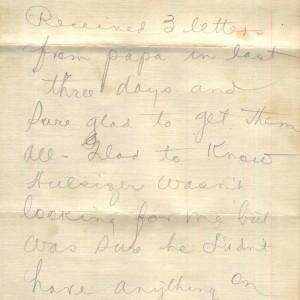 Received 3 letters
from papa in last
three days and
Sure glad to get them
all - Glad to Know
Hulsizer wasn't
looking for me but
was sure he didn't
have anything on